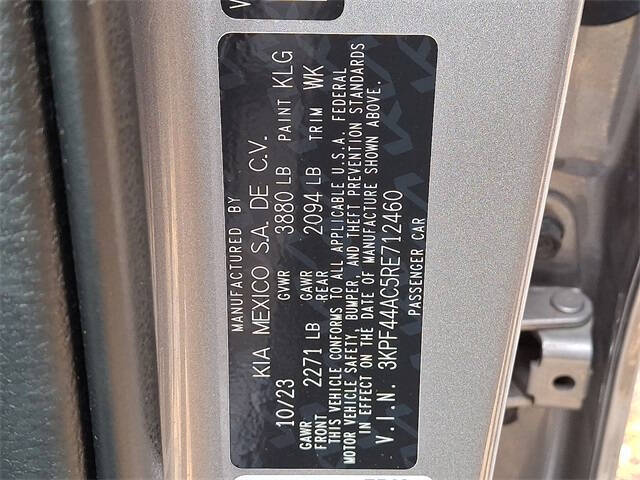 MANUFACTURED BY
KIA MEXICO S.A. DE C.V.
10/23 GVWR 3880 LB PAINT KLG
GAWR FRONT 2271 LB GAWR REAR 2094 LB TRIM WK
THIS VEHICLE CONFORMS TO ALL APPLICABLE U.S.A. FEDERAL
MOTOR VEHICLE SAFETY, BUMPER, AND THEFT PREVENTION STANDARDS
IN EFFECT ON THE DATE OF MANUFACTURE SHOWN ABOVE.
V.I.N. 3KPF44AC5RE712460
PASSENGER CAR